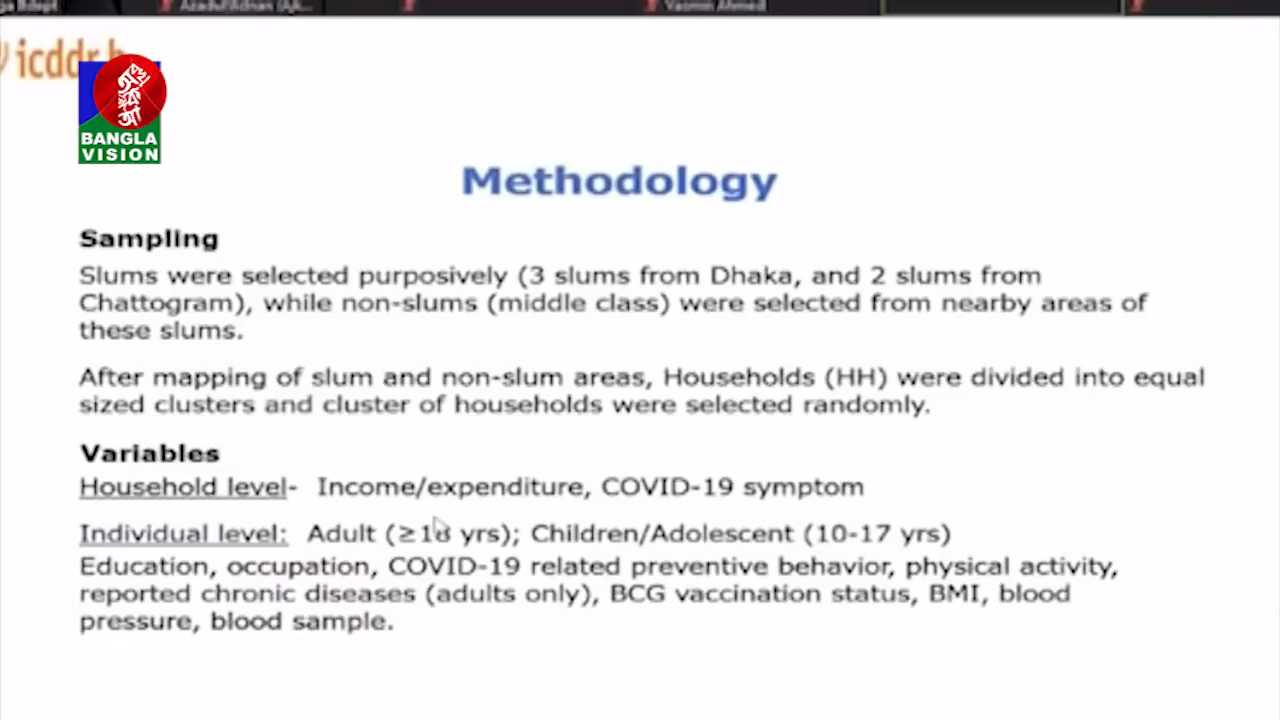 Yasmin Ahmed
icddr,b
বাংলাভিশন
BANGLA
VISION
Methodology
Sampling
Slums were selected purposively (3 slums from Dhaka, and 2 slums from
Chattogram), while non-slums (middle class) were selected from nearby areas of
these slums.
After mapping of slum and non-slum areas, Households (HH) were divided into equal
sized clusters and cluster of households were selected randomly.
Variables
Household level- Income/expenditure, COVID-19 symptom
Individual level: Adult (≥18 yrs); Children/Adolescent (10-17 yrs)
Education, occupation, COVID-19 related preventive behavior, physical activity,
reported chronic diseases (adults only), BCG vaccination status, BMI, blood
pressure, blood sample.